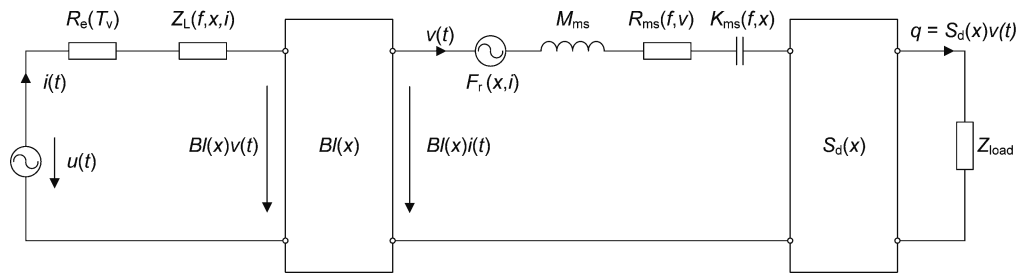 Re(Tv)
ZL(f,x,i)
v(t)
Mms
Rms(f,v)
Kms(f,x)
q = Sd(x)v(t)
i(t)
Fr(x,i)
u(t)
Bl(x)v(t)
Bl(x)
Bl(x)i(t)
Sd(x)
Zload